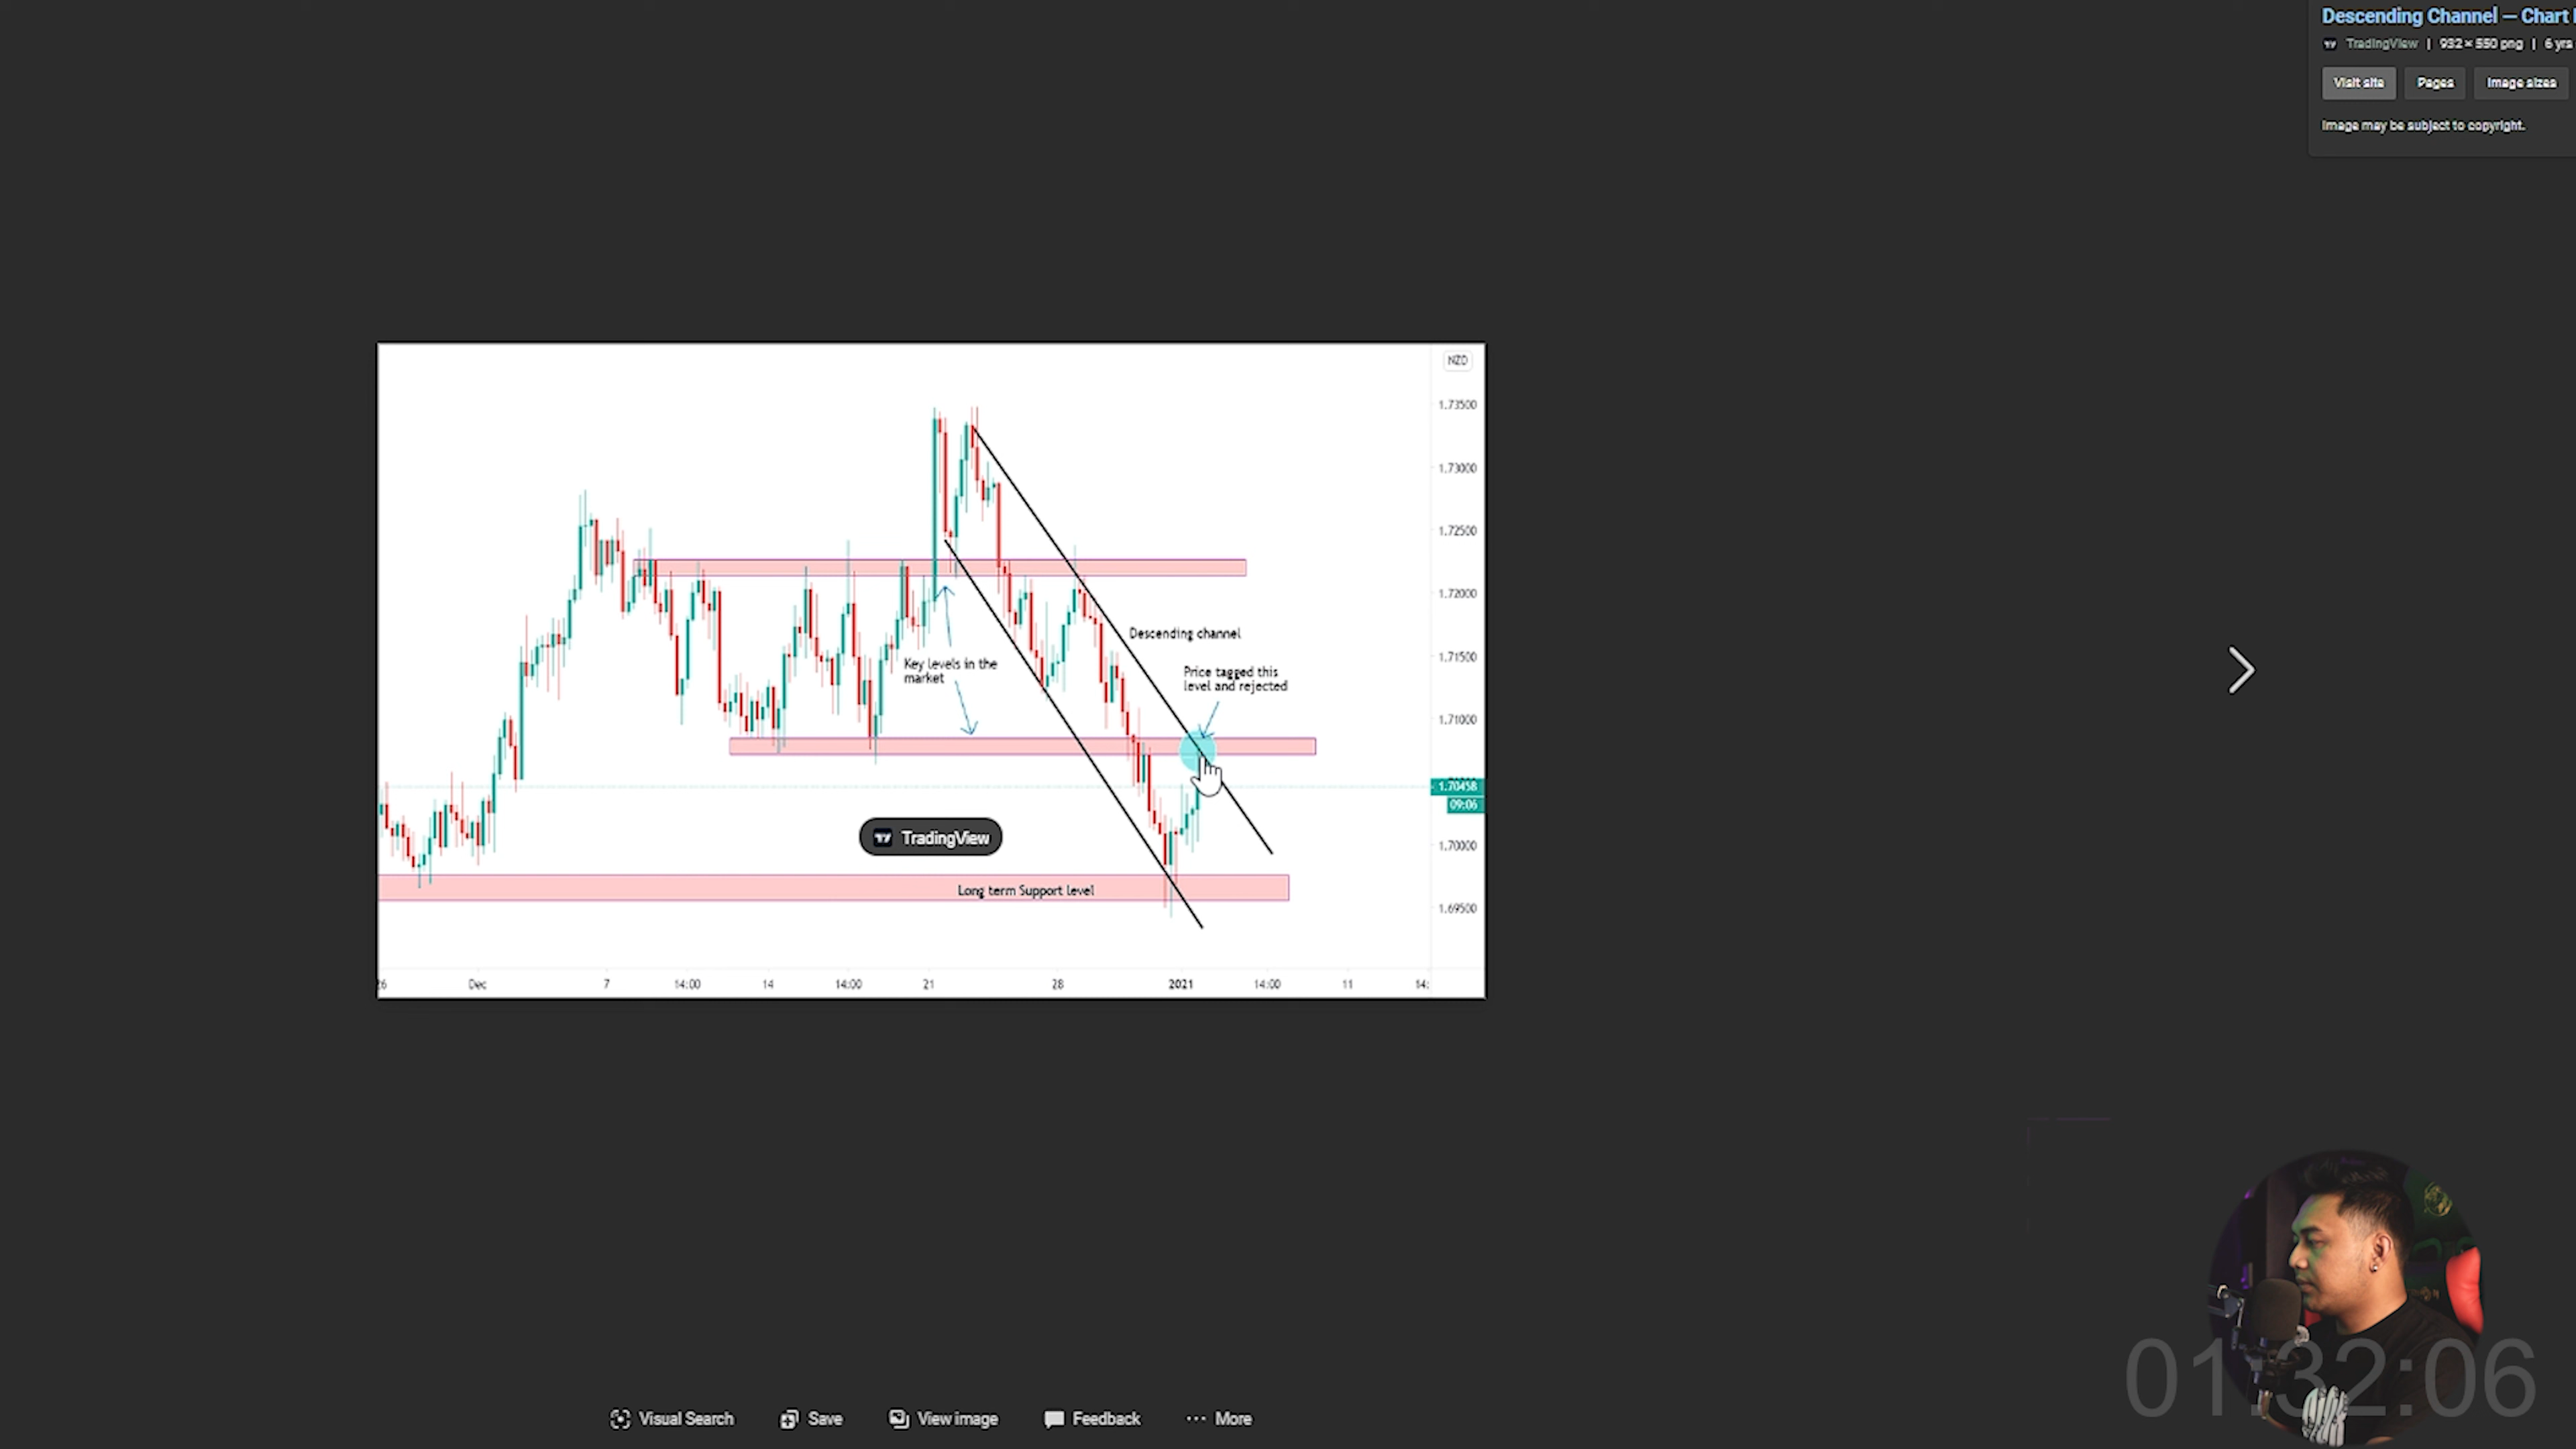 Descending Channel — Chart
TradingView | 932 × 550 png | 6 yrs
Visit site
Pages
Image sizes
Image may be subject to copyright.
NZD
1.73500
1.73000
1.72500
1.72000
Descending channel
Key levels in the
market
1.71500
Price tagged this
level and rejected
1.71000
1.70458
09:06
TradingView
1.70000
Long term Support level
1.69500
26
Dec
7
14:00
14
14:00
21
28
2021
14:00
11
14:
01:32:06
Visual Search
Save
View image
Feedback
More